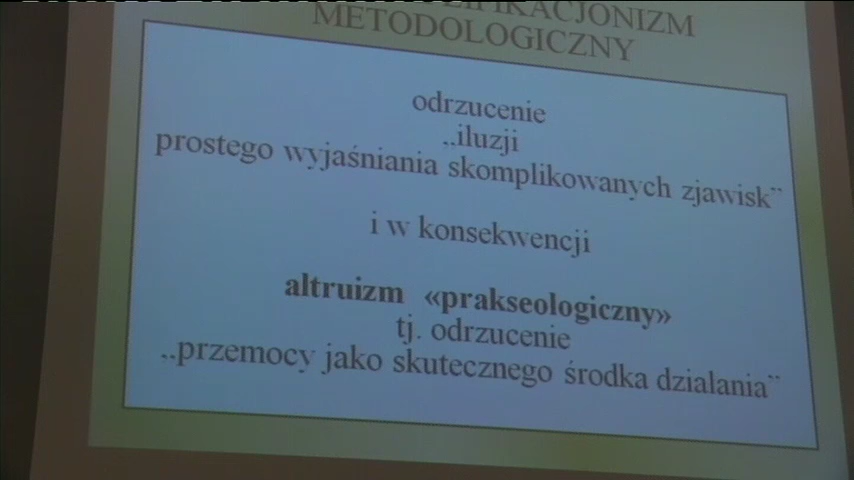 METODOLOGICZNY
odrzucenie
„iluzji
prostego wyjaśniania skomplikowanych zjawisk”
i w konsekwencji
altruizm «prakseologiczny»
tj. odrzucenie
„przemocy jako skutecznego środka działania”